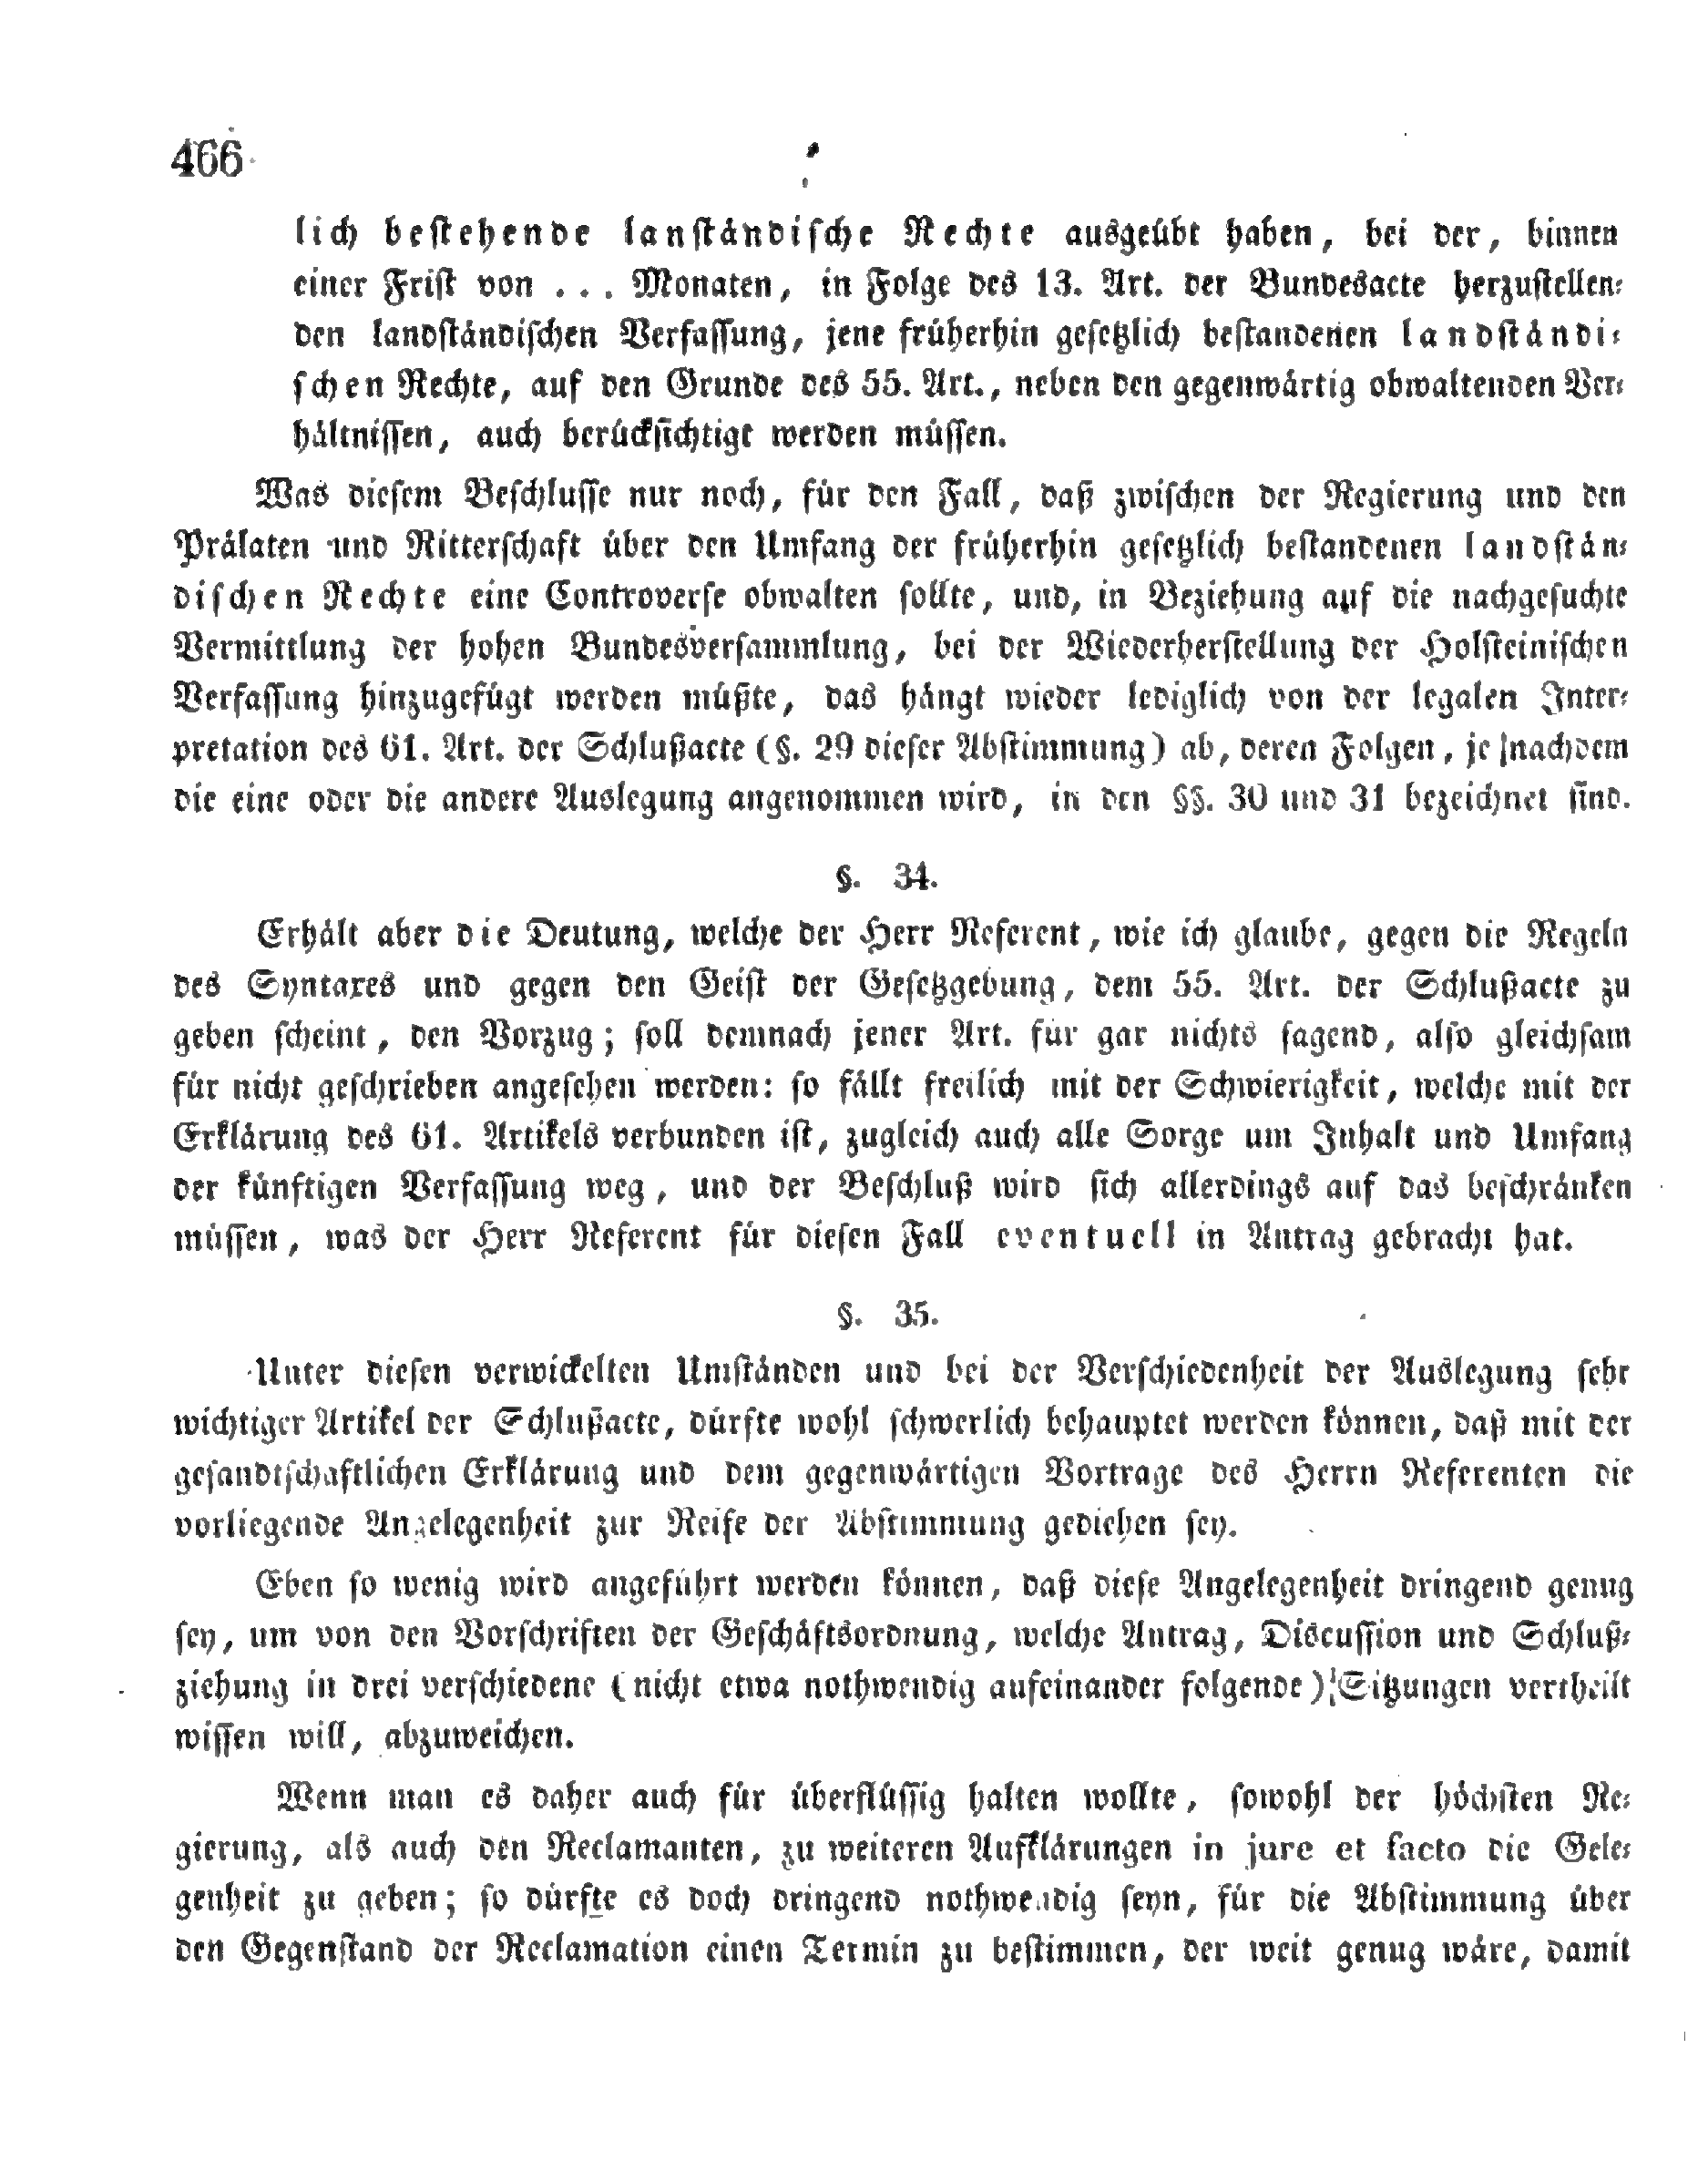 466
lich bestehende lanständische Rechte ausgeübt haben, bei der, binnen
einer Frist von . . . Monaten, in Folge des 13. Art. der Bundesacte herzustellen-
den landständischen Verfassung, jene früherhin gesetzlich bestandenen landständi-
schen Rechte, auf den Grunde des 55. Art., neben den gegenwärtig obwaltenden Ver-
hältnissen, auch berücksichtigt werden müssen.
Was diesem Beschlusse nur noch, für den Fall, daß zwischen der Regierung und den
Prälaten und Ritterschaft über den Umfang der früherhin gesetzlich bestandenen landstän-
dischen Rechte eine Controverse obwalten sollte, und, in Beziehung auf die nachgesuchte
Vermittlung der hohen Bundesversammlung, bei der Wiederherstellung der Holsteinischen
Verfassung hinzugefügt werden müßte, das hängt wieder lediglich von der legalen Inter-
pretation des 61. Art. der Schlußacte (§. 29 dieser Abstimmung) ab, deren Folgen, je nachdem
die eine oder die andere Auslegung angenommen wird, in den §§. 30 und 31 bezeichnet sind.
§. 34.
Erhält aber die Deutung, welche der Herr Referent, wie ich glaube, gegen die Regeln
des Syntaxes und gegen den Geist der Gesetzgebung, dem 55. Art. der Schlußacte zu
geben scheint, den Vorzug; soll demnach jener Art. für gar nichts sagend, also gleichsam
für nicht geschrieben angesehen werden: so fällt freilich mit der Schwierigkeit, welche mit der
Erklärung des 61. Artikels verbunden ist, zugleich auch alle Sorge um Inhalt und Umfang
der künftigen Verfassung weg, und der Beschluß wird sich allerdings auf das beschränken
müssen, was der Herr Referent für diesen Fall eventuell in Antrag gebracht hat.
§. 35.
Unter diesen verwickelten Umständen und bei der Verschiedenheit der Auslegung sehr
wichtiger Artikel der Schlußacte, dürfte wohl schwerlich behauptet werden können, daß mit der
gesandtschaftlichen Erklärung und dem gegenwärtigen Vortrage des Herrn Referenten die
vorliegende Angelegenheit zur Reife der Abstimmung gediehen sey.
Eben so wenig wird angeführt werden können, daß diese Angelegenheit dringend genug
sey, um von den Vorschriften der Geschäftsordnung, welche Antrag, Discussion und Schluß-
ziehung in drei verschiedene (nicht etwa nothwendig aufeinander folgende) Sitzungen vertheilt
wissen will, abzuweichen.
Wenn man es daher auch für überflüssig halten wollte, sowohl der höchsten Re-
gierung, als auch den Reclamanten, zu weiteren Aufklärungen in jure et facto die Gele-
genheit zu geben; so dürfte es doch dringend nothwendig seyn, für die Abstimmung über
den Gegenstand der Reclamation einen Termin zu bestimmen, der weit genug wäre, damit